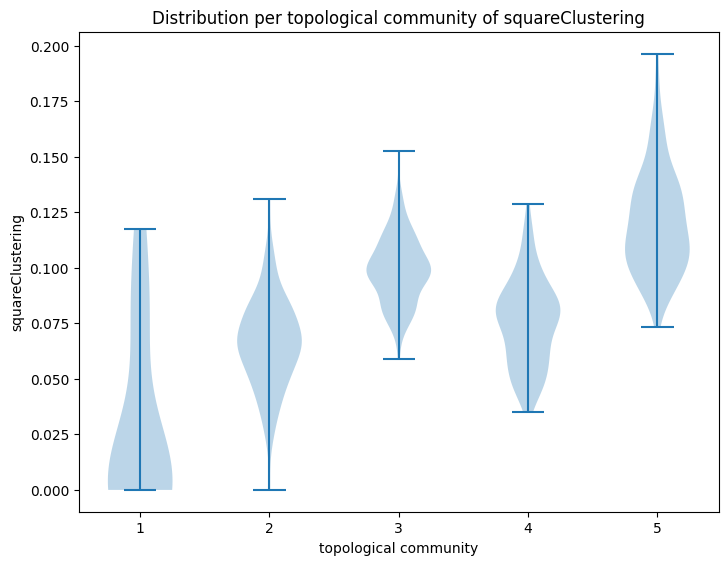 Distribution per topological community of squareClustering
squareClustering
0.200
0.175
0.150
0.125
0.100
0.075
0.050
0.025
0.000
1 2 3 4 5
topological community